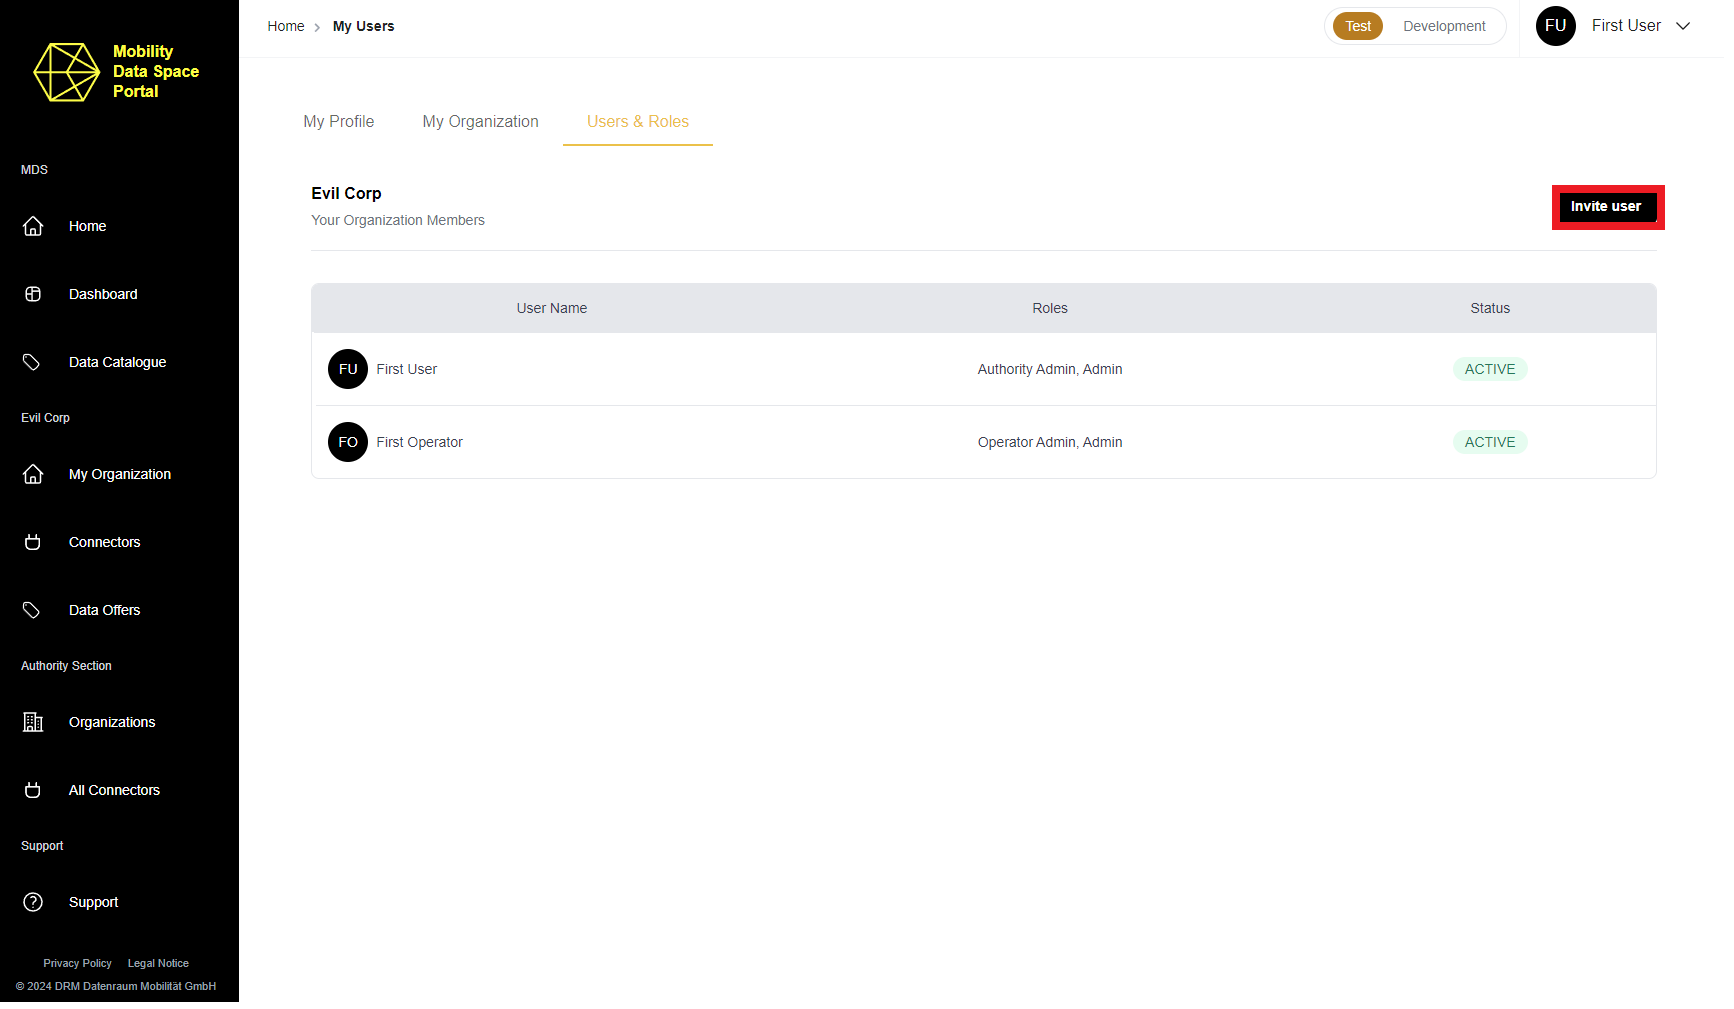 Mobility
Data Space
Portal
MDS
Home
Dashboard
Data Catalogue
Evil Corp
My Organization
Connectors
Data Offers
Authority Section
Organizations
All Connectors
Support
Support
Privacy Policy Legal Notice
© 2024 DRM Datenraum Mobilität GmbH
Home > My Users
Test Development FU First User
My Profile My Organization Users & Roles
Evil Corp
Your Organization Members
Invite user
User Name Roles Status
FU First User Authority Admin, Admin ACTIVE
FO First Operator Operator Admin, Admin ACTIVE